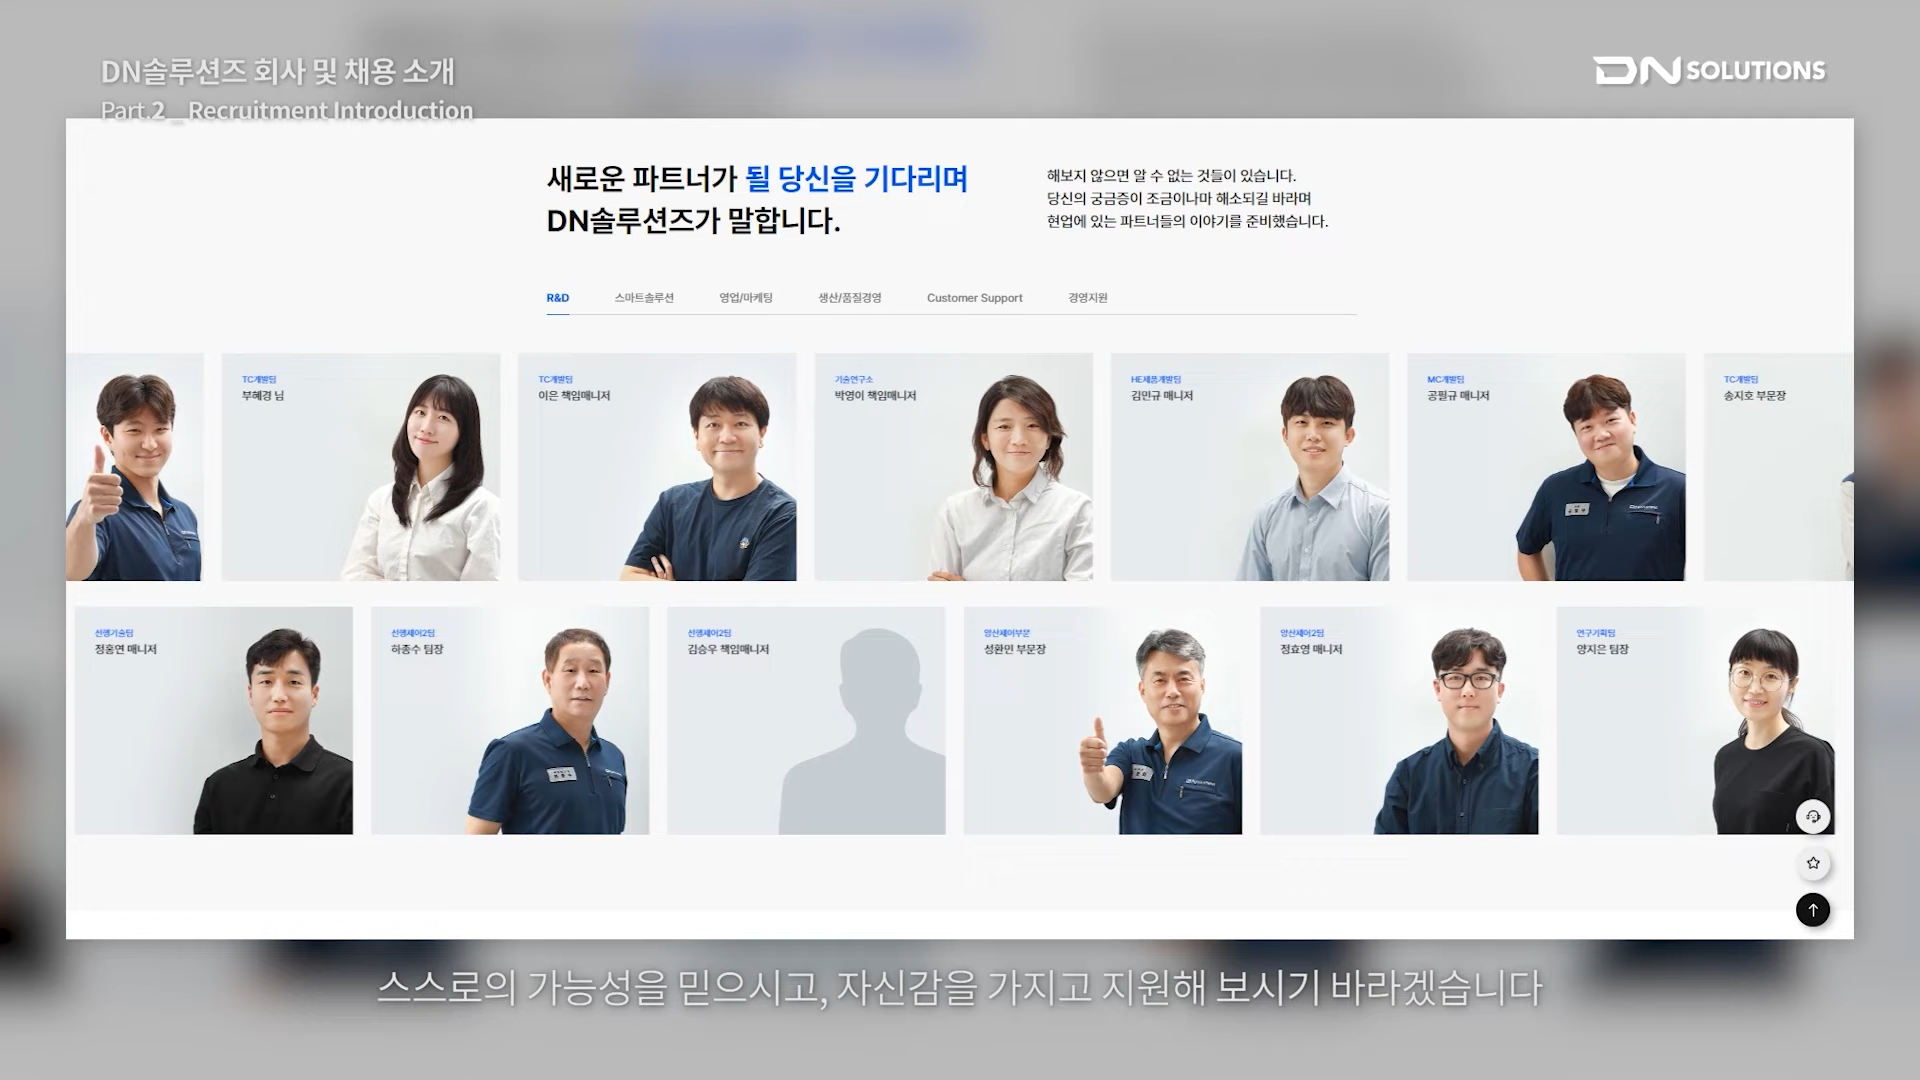 DN솔루션즈 회사 및 채용 소개
Part.2 _ Recruitment Introduction
DN SOLUTIONS
새로운 파트너가 될 당신을 기다리며
DN솔루션즈가 말합니다.
해보지 않으면 알 수 없는 것들이 있습니다.
당신의 궁금증이 조금이나마 해소되길 바라며
현업에 있는 파트너들의 이야기를 준비했습니다.
R&D 스마트솔루션 영업/마케팅 생산/품질경영 Customer Support 경영지원
TC개발팀
부혜경 님
TC개발팀
이은 책임매니저
기술연구소
박영이 책임매니저
HE제품개발팀
김민규 매니저
MC개발팀
공필규 매니저
TC개발팀
송지호 부문장
선행기술팀
정홍연 매니저
선행제어2팀
하종수 팀장
선행제어2팀
김승우 책임매니저
양산제어부문
성환민 부문장
양산제어2팀
정효영 매니저
연구기획팀
양지은 팀장
스스로의 가능성을 믿으시고, 자신감을 가지고 지원해 보시기 바라겠습니다